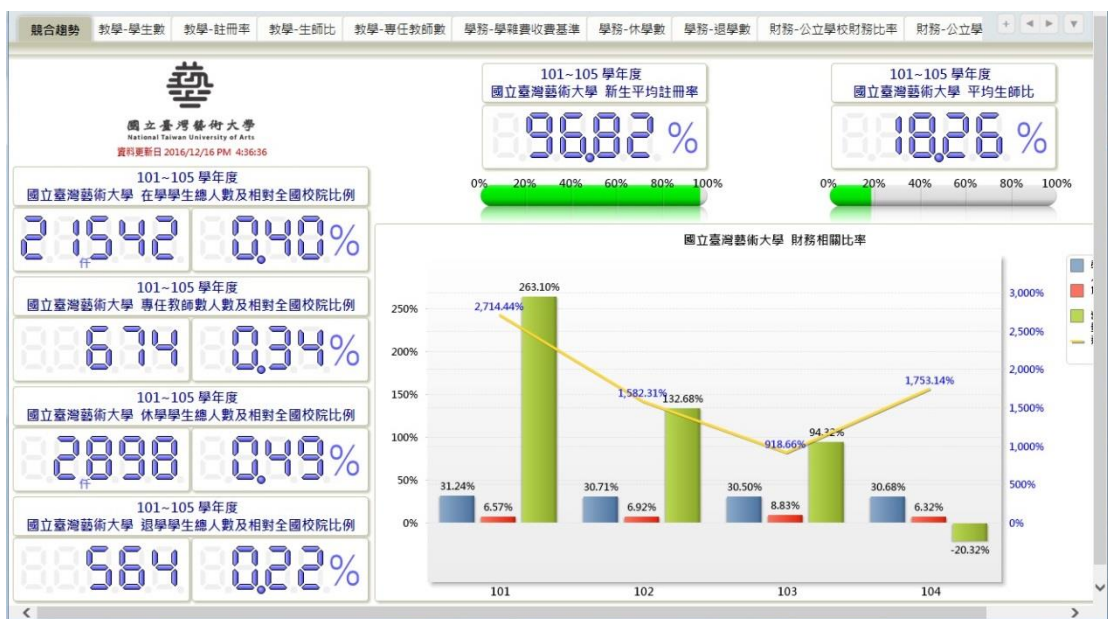 競合趨勢
教學-學生數
教學-註冊率
教學-生師比
教學-專任教師數
學務-學雜費收費基準
學務-休學數
學務-退學數
財務-公立學校財務比率
財務-公立學
藝
國立臺灣藝術大學
National Taiwan University of Arts
資料更新日 2016/12/16 PM 4:36:36
101~105 學年度
國立臺灣藝術大學 新生平均註冊率
96.82 %
0% 20% 40% 60% 80% 100%
101~105 學年度
國立臺灣藝術大學 平均生師比
18.26 %
0% 20% 40% 60% 80% 100%
101~105 學年度
國立臺灣藝術大學 在學學生總人數及相對全國校院比例
21542
仟
0.40%
101~105 學年度
國立臺灣藝術大學 專任教師數人數及相對全國校院比例
674
0.34%
101~105 學年度
國立臺灣藝術大學 休學學生總人數及相對全國校院比例
2898
仟
0.49%
101~105 學年度
國立臺灣藝術大學 退學學生總人數及相對全國校院比例
564
0.22%
國立臺灣藝術大學 財務相關比率
250%
200%
150%
100%
50%
0%
2,714.44%
263.10%
31.24%
6.57%
1,582.31%
132.68%
30.71%
6.92%
918.66%
94.32%
30.50%
8.83%
1,753.14%
30.68%
6.32%
-20.32%
3,000%
2,500%
2,000%
1,500%
1,000%
500%
0%
101
102
103
104